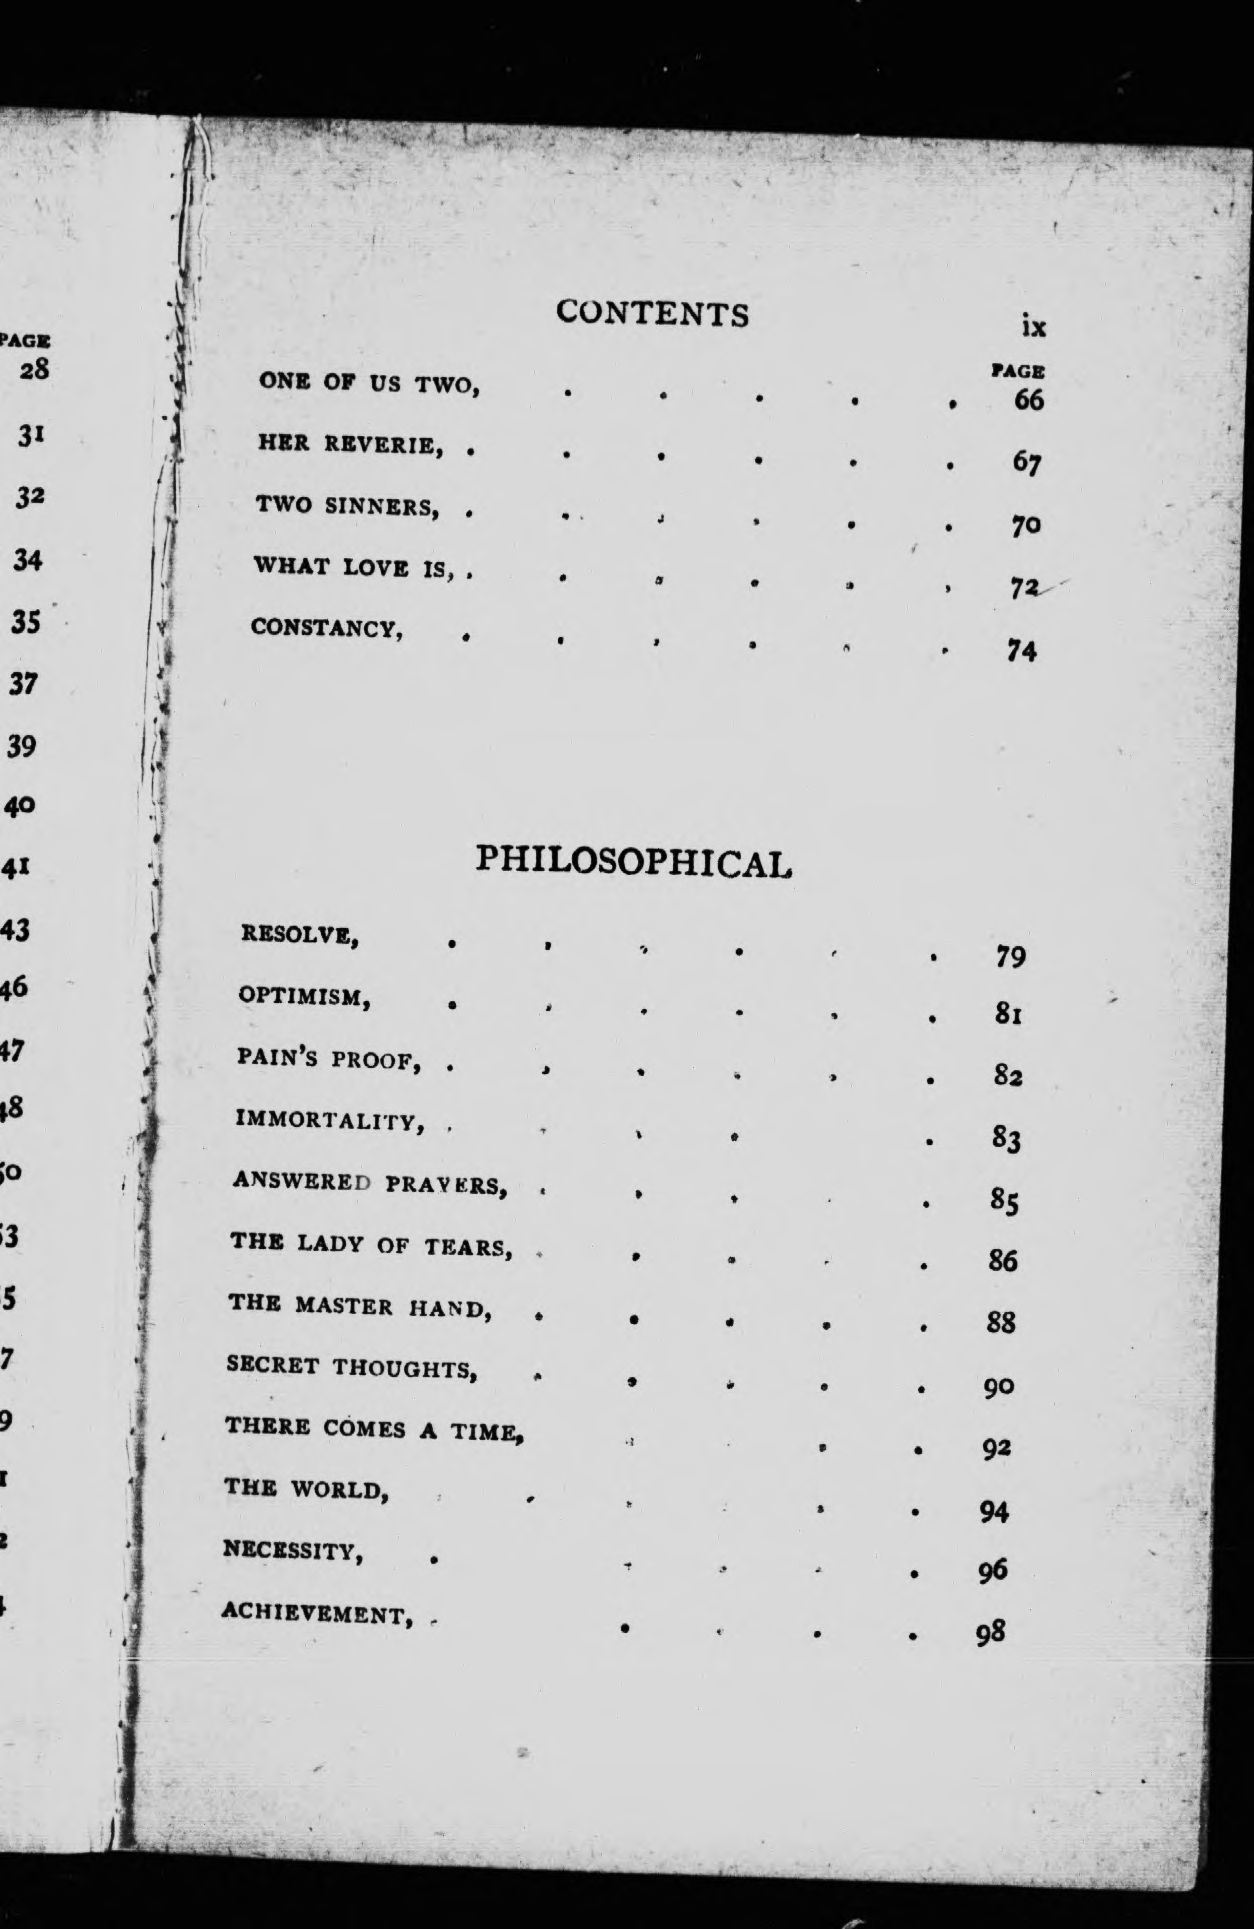 PAGE
28
31
32
34
35
37
39
40
41
43
46
47
CONTENTS ix
PAGE
ONE OF US TWO, . . . . . 66
HER REVERIE, . . . . . . 67
TWO SINNERS, . . . . . . 70
WHAT LOVE IS, . . . . . . 72
CONSTANCY, . . . . . . 74
PHILOSOPHICAL
RESOLVE, . . . . . . 79
OPTIMISM, . . . . . . 81
PAIN'S PROOF, . . . . . . 82
IMMORTALITY, . . . . . 83
ANSWERED PRAYERS, . . . . . 85
THE LADY OF TEARS, . . . . . 86
THE MASTER HAND, . . . . . 88
SECRET THOUGHTS, . . . . . 90
THERE COMES A TIME, . . . . 92
THE WORLD, . . . . . . 94
NECESSITY, . . . . . 96
ACHIEVEMENT, . . . . . 98